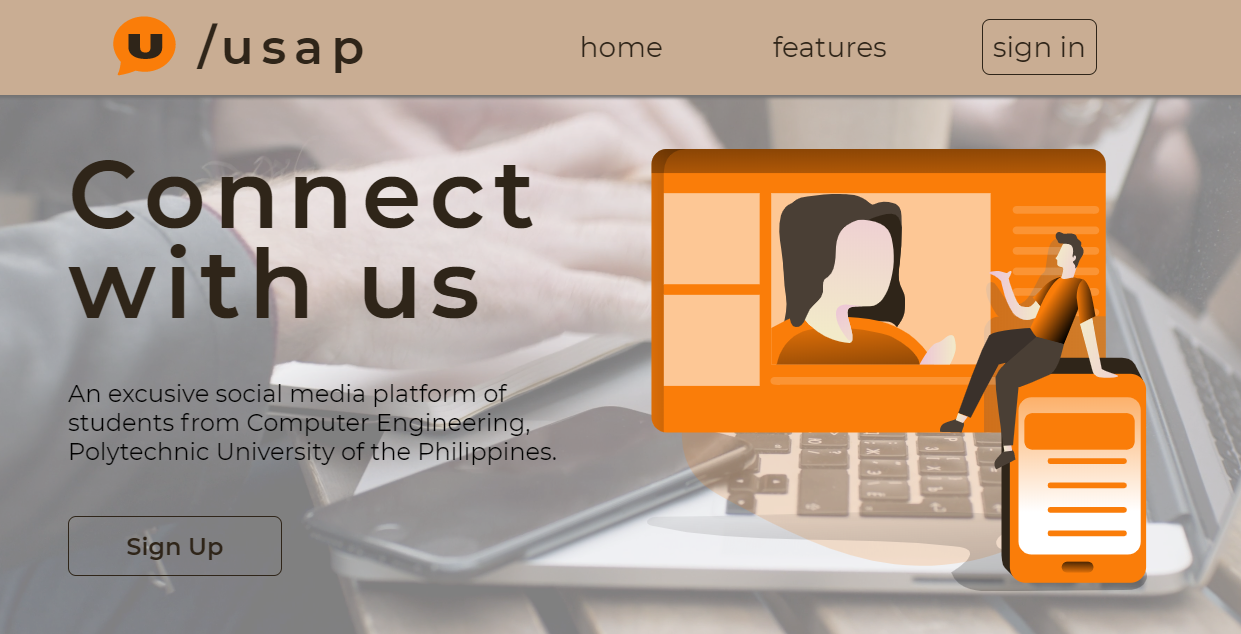 u /usap home features sign in
Connect
with us
An excusive social media platform of
students from Computer Engineering,
Polytechnic University of the Philippines.
Sign Up